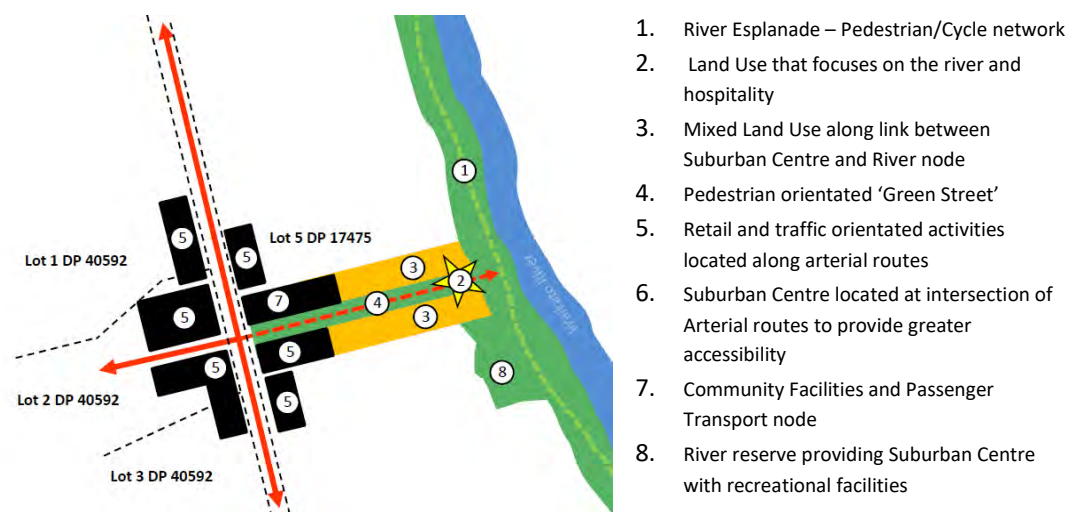 1. River Esplanade – Pedestrian/Cycle network
2. Land Use that focuses on the river and
hospitality
3. Mixed Land Use along link between
Suburban Centre and River node
4. Pedestrian orientated ‘Green Street’
5. Retail and traffic orientated activities
located along arterial routes
6. Suburban Centre located at intersection of
Arterial routes to provide greater
accessibility
7. Community Facilities and Passenger
Transport node
8. River reserve providing Suburban Centre
with recreational facilities
1
5
5
Lot 5 DP 17475
Lot 1 DP 40592
3
2
7
4
5
3
Waikato River
5
5
8
Lot 2 DP 40592
5
Lot 3 DP 40592